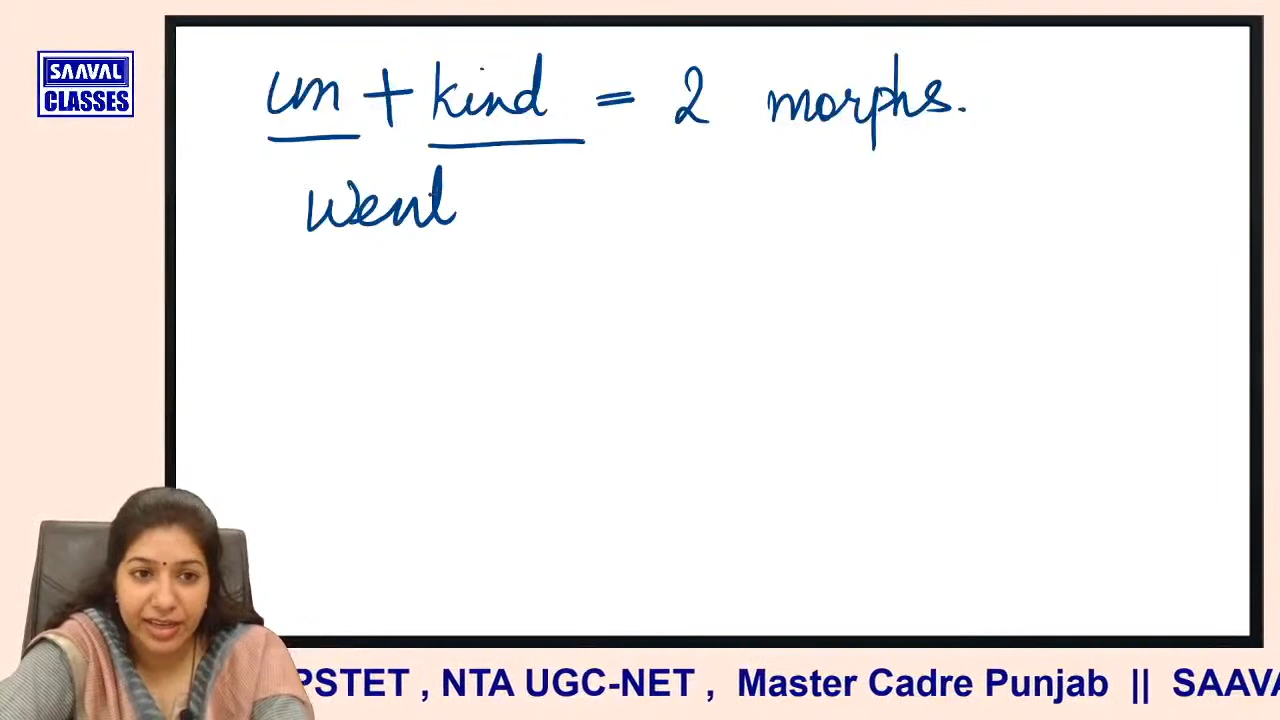 SAAVAL
CLASSES
un + kind = 2 morphs.
went
PSTET , NTA UGC-NET , Master Cadre Punjab || SAAVA